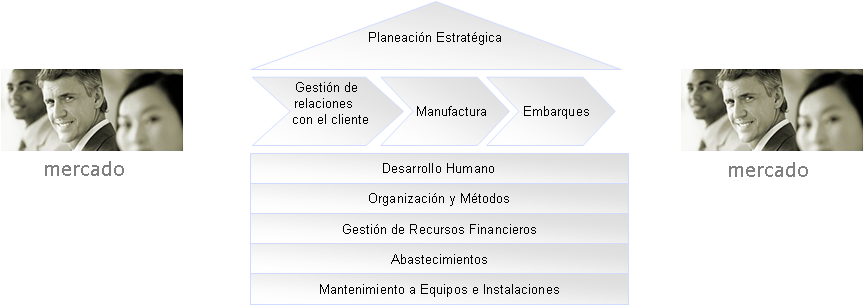 Planeación Estratégica
Gestión de
relaciones
con el cliente
Manufactura
Embarques
mercado
mercado
Desarrollo Humano
Organización y Métodos
Gestión de Recursos Financieros
Abastecimientos
Mantenimiento a Equipos e Instalaciones